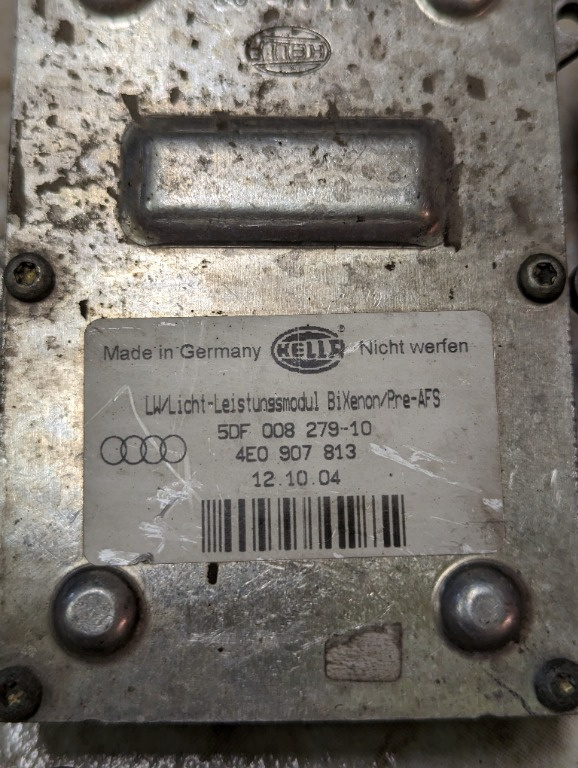 HELLA
Made in Germany HELLA ® Nicht werfen
LW/Licht-Leistungsmodul BiXenon/Pre-AFS
5DF 008 279-10
4E0 907 813
12.10.04